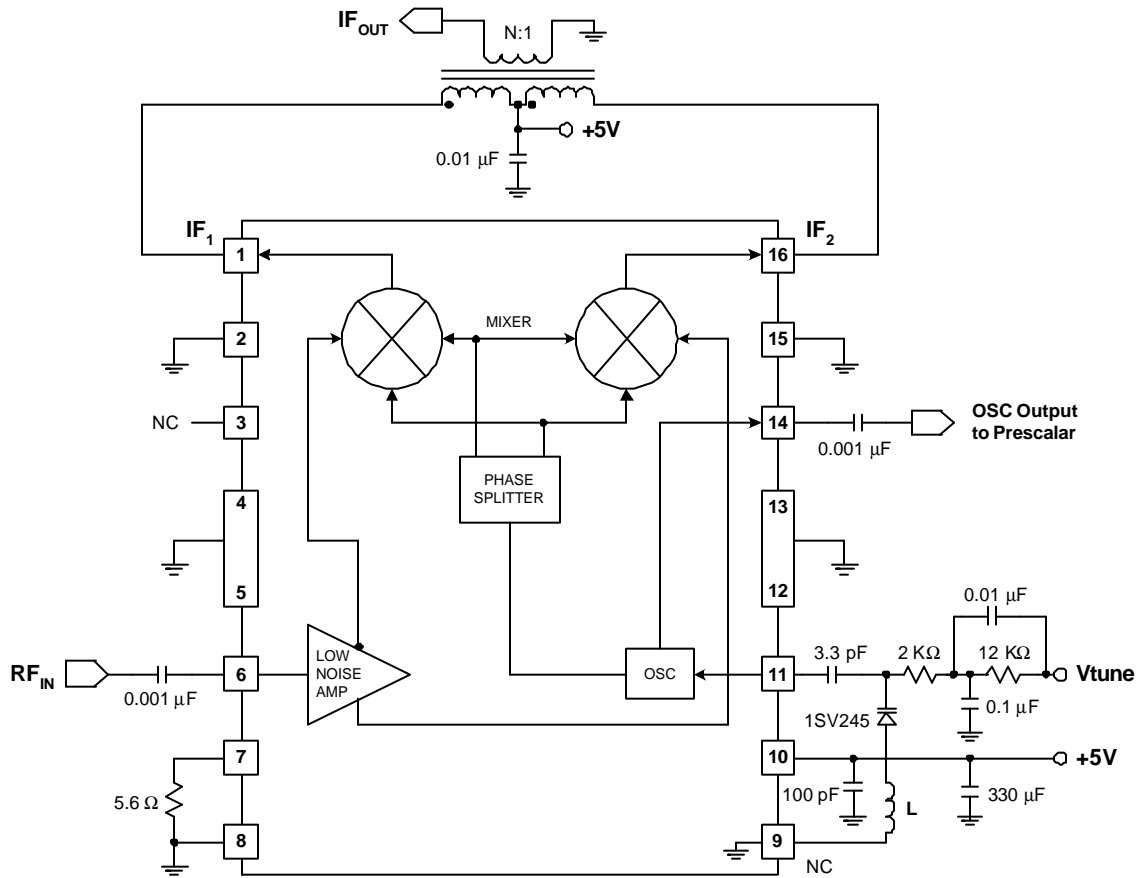 IF_OUT
N:1
+5V
0.01 μF
IF_1
IF_2
1
16
MIXER
2
15
NC
3
14
OSC Output
to Prescalar
0.001 μF
PHASE
SPLITTER
4
13
5
12
0.01 μF
LOW
NOISE
AMP
RF_IN
0.001 μF
6
OSC
11
3.3 pF
2 KΩ
12 KΩ
Vtune
0.1 μF
1SV245
7
10
+5V
5.6 Ω
100 pF
L
330 μF
8
9
NC